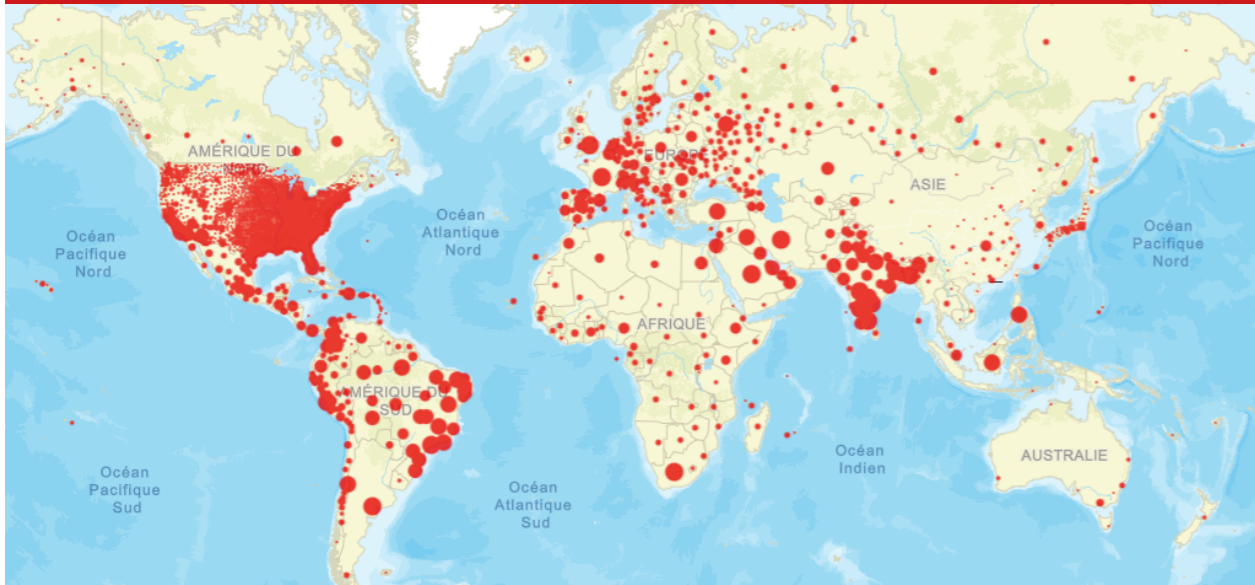 AMÉRIQUE DU
NORD
EUROPE
ASIE
Océan
Pacifique
Nord
Océan
Atlantique
Nord
Océan
Pacifique
Nord
AFRIQUE
AMÉRIQUE DU
SUD
Océan
Pacifique
Sud
Océan
Atlantique
Sud
Océan
Indien
AUSTRALIE